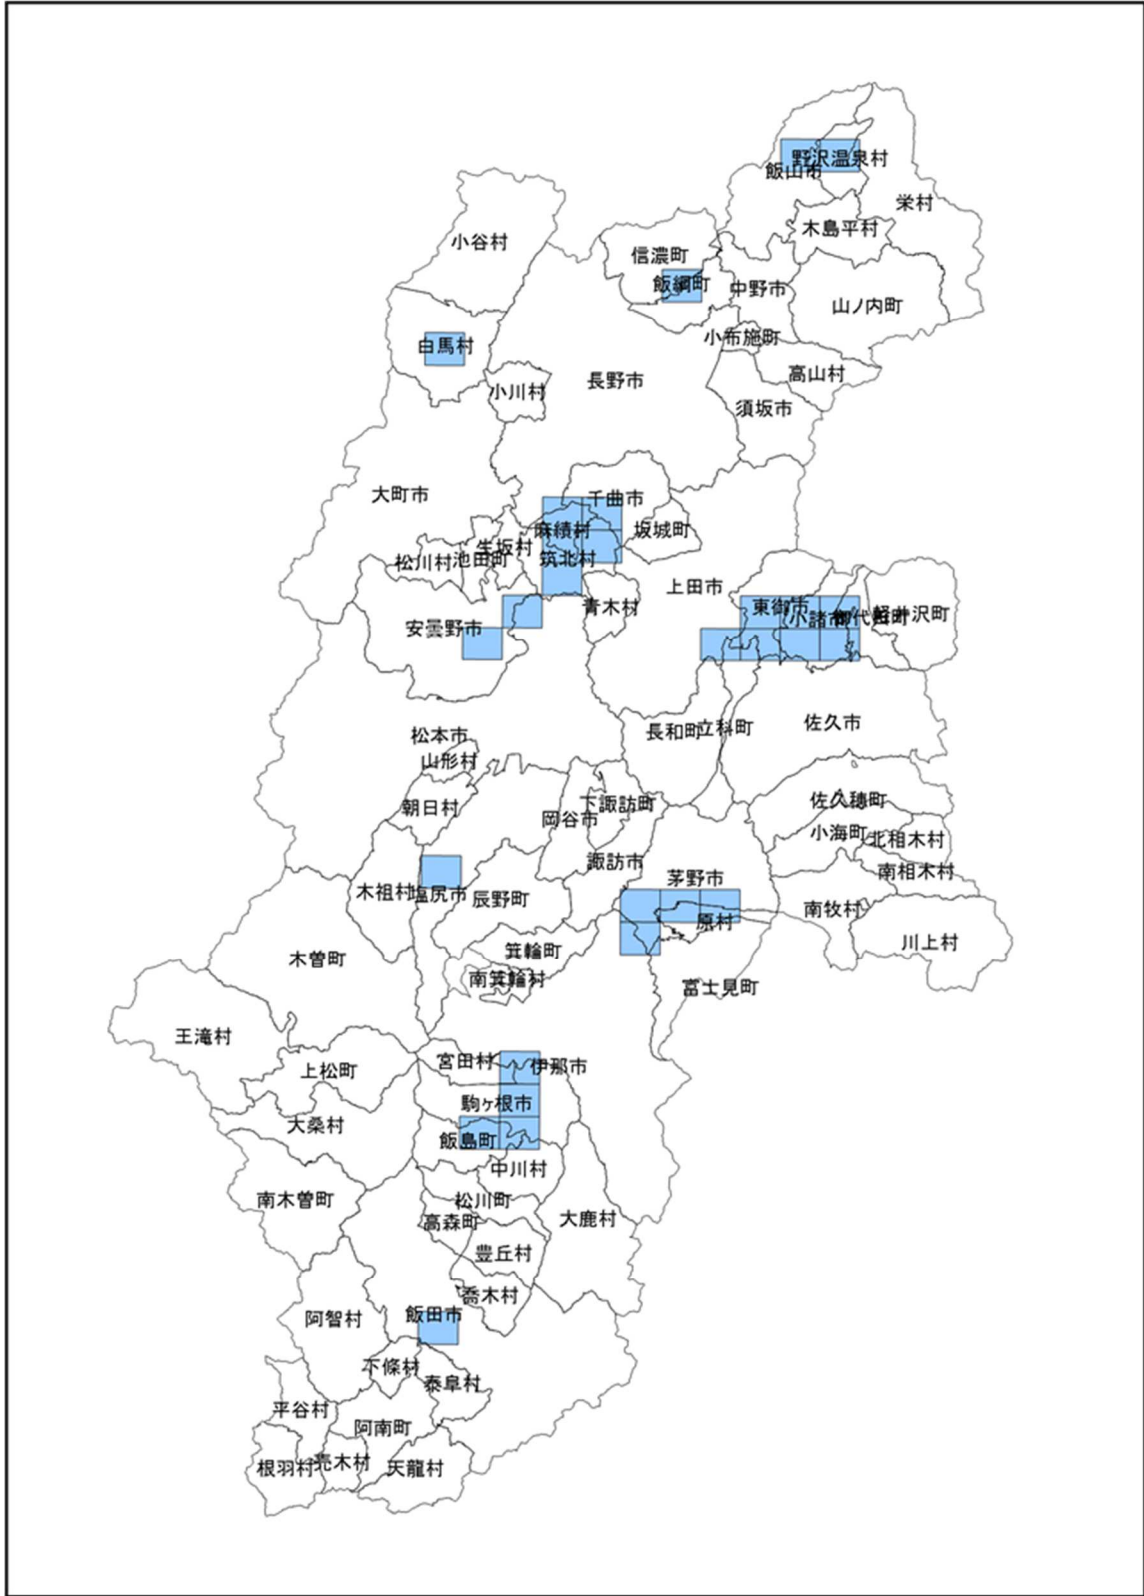 野沢温泉村
飯山市
栄村
木島平村
小谷村
信濃町
飯綱町
中野市
山ノ内町
小布施町
白馬村
高山村
長野市
小川村
須坂市
大町市
千曲市
麻績村
坂城町
生坂村
松川村
池田町
筑北村
上田市
青木村
東御市
小諸市
御代田町
軽井沢町
安曇野市
長和町
立科町
佐久市
松本市
山形村
朝日村
下諏訪町
岡谷市
佐久穂町
小海町
北相木村
諏訪市
南相木村
茅野市
木祖村
塩尻市
辰野町
原村
南牧村
川上村
箕輪町
木曽町
南箕輪村
富士見町
王滝村
宮田村
伊那市
上松町
駒ヶ根市
大桑村
飯島町
中川村
南木曽町
松川町
高森町
大鹿村
豊丘村
喬木村
阿智村
飯田市
下條村
泰阜村
平谷村
阿南町
根羽村
売木村
天龍村